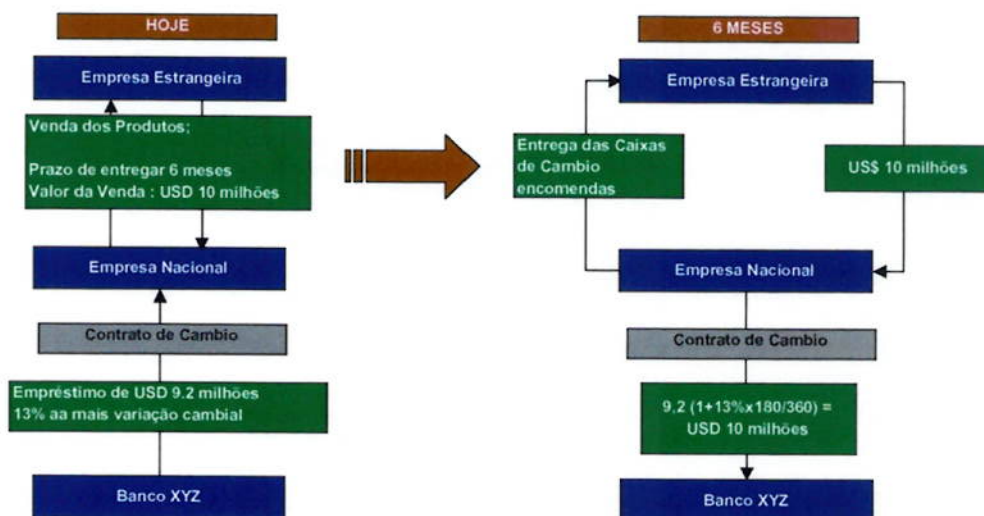 HOJE
Empresa Estrangeira
Venda dos Produtos;
Prazo de entregar 6 meses
Valor da Venda : USD 10 milhões
Empresa Nacional
Contrato de Cambio
Empréstimo de USD 9.2 milhões
13% aa mais variação cambial
Banco XYZ
6 MESES
Empresa Estrangeira
Entrega das Caixas
de Cambio
encomendas
US$ 10 milhões
Empresa Nacional
Contrato de Cambio
9,2 (1+13%x180/360) =
USD 10 milhões
Banco XYZ